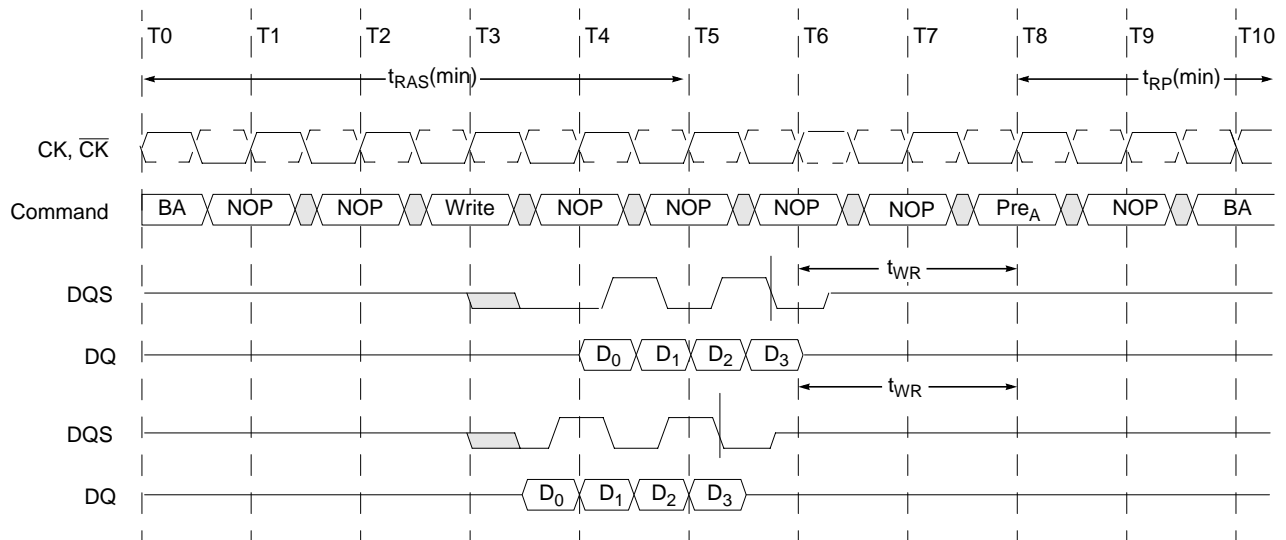 T0 T1 T2 T3 T4 T5 T6 T7 T8 T9 T10
tRAS(min) tRP(min)
CK, CK
Command BA NOP NOP Write NOP NOP NOP NOP PreA NOP BA
tWR
DQS
DQ D0 D1 D2 D3
tWR
DQS
DQ D0 D1 D2 D3